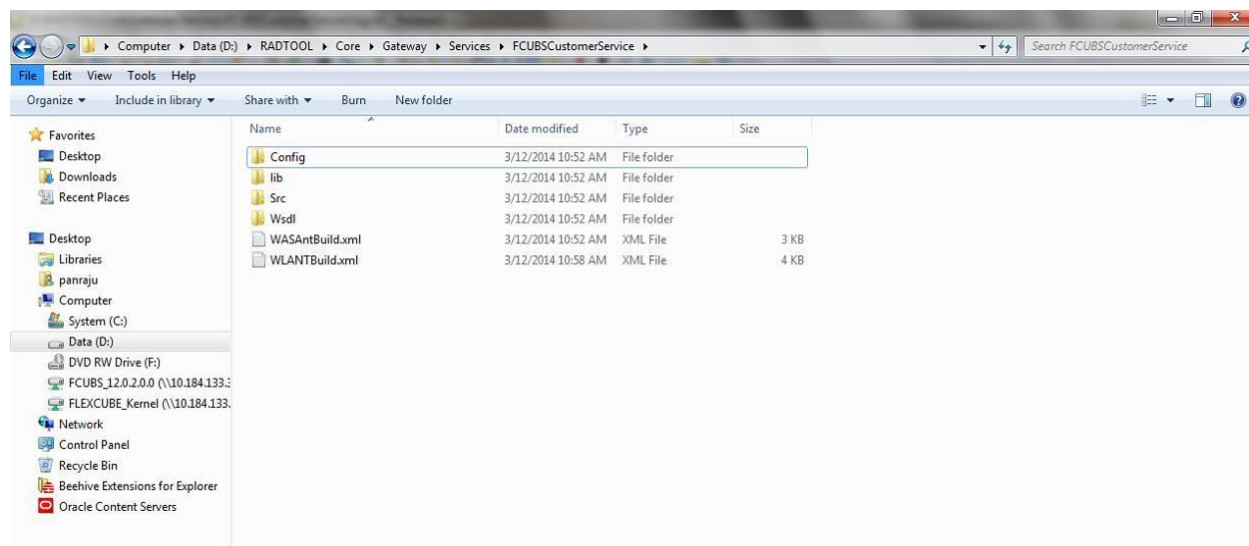 Computer ▸ Data (D:) ▸ RADTOOL ▸ Core ▸ Gateway ▸ Services ▸ FCUBSCustomerService ▸ Search FCUBSCustomerService
File Edit View Tools Help
Organize Include in library Share with Burn New folder
Name Date modified Type Size
Config 3/12/2014 10:52 AM File folder
lib 3/12/2014 10:52 AM File folder
Src 3/12/2014 10:52 AM File folder
Wsdl 3/12/2014 10:52 AM File folder
WASAntBuild.xml 3/12/2014 10:52 AM XML File 3 KB
WLANTBuild.xml 3/12/2014 10:58 AM XML File 4 KB
Favorites
Desktop
Downloads
Recent Places
Desktop
Libraries
panraju
Computer
System (C:)
Data (D:)
DVD RW Drive (F:)
FCUBS_12.0.2.0.0 (\\10.184.133.3
FLEXCUBE_Kernel (\\10.184.133.
Network
Control Panel
Recycle Bin
Beehive Extensions for Explorer
Oracle Content Servers